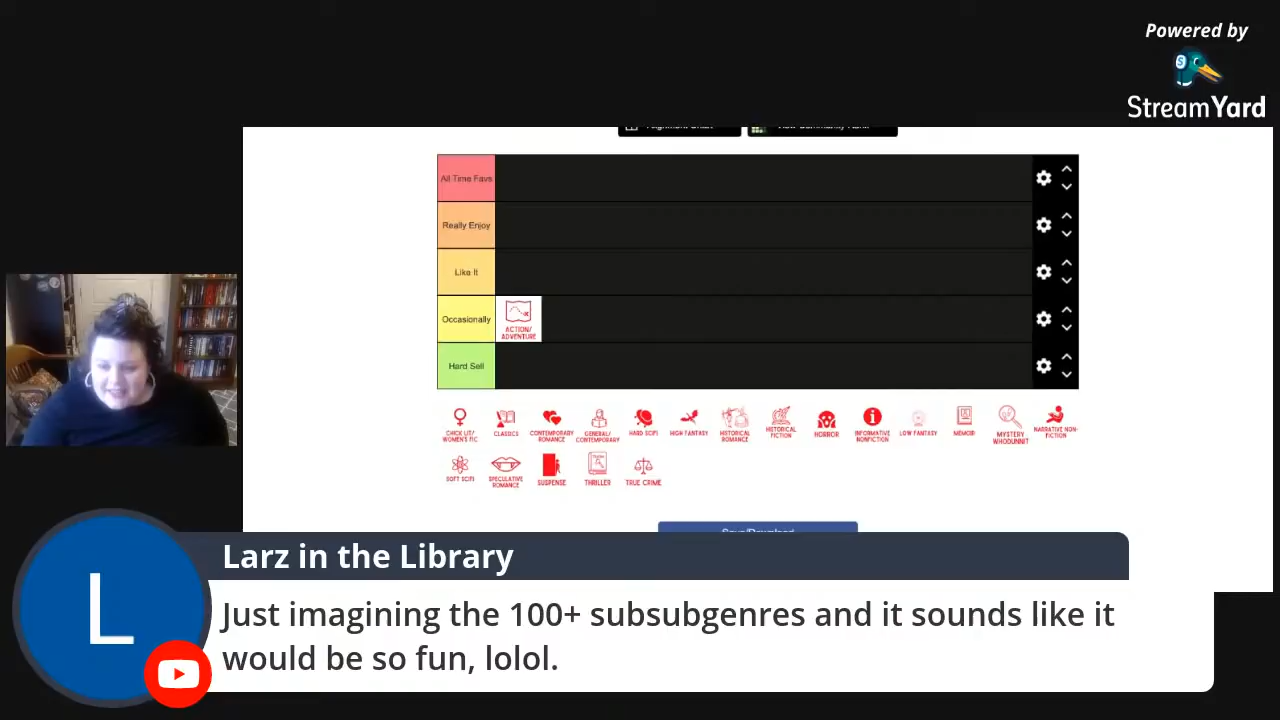 Powered by
StreamYard
All Time Favs
Really Enjoy
Like It
Occasionally
ACTION/
ADVENTURE
Hard Sell
CHICK LIT/
WOMEN'S FIC
CLASSICS
CONTEMPORARY
ROMANCE
GENERAL/
CONTEMPORARY
HARD SCIFI
HIGH FANTASY
HISTORICAL
ROMANCE
HISTORICAL
FICTION
HORROR
INFORMATIVE
NONFICTION
LOW FANTASY
MEMOIR
MYSTERY
WHODUNNIT
NARRATIVE NON-
FICTION
SOFT SCIFI
SPECULATIVE
ROMANCE
SUSPENSE
THRILLER
TRUE CRIME
Save/Download
L
Larz in the Library
Just imagining the 100+ subsubgenres and it sounds like it
would be so fun, lolol.